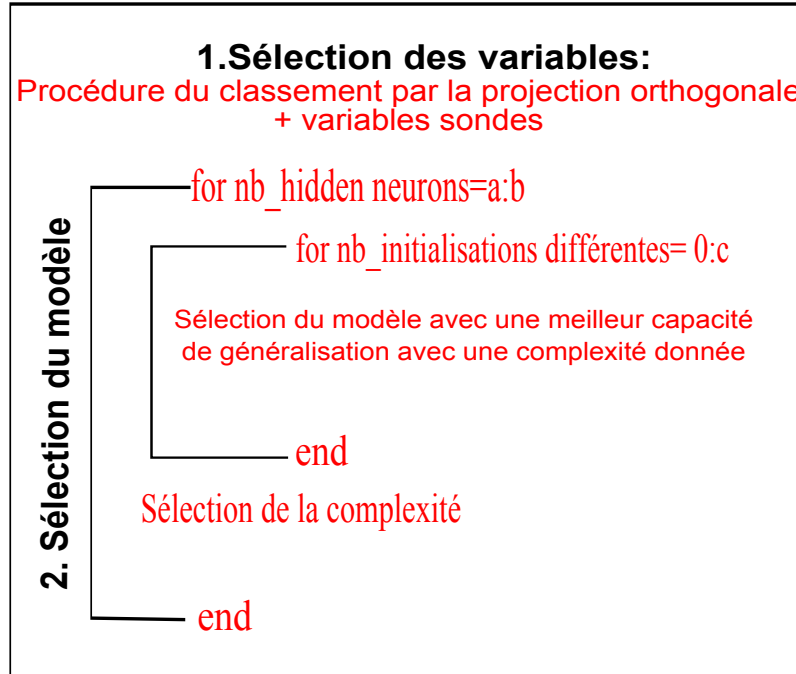 1.Sélection des variables:
Procédure du classement par la projection orthogonale
+ variables sondes
2. Sélection du modèle
for nb_hidden neurons=a:b
for nb_initialisations différentes= 0:c
Sélection du modèle avec une meilleur capacité
de généralisation avec une complexité donnée
end
Sélection de la complexité
end